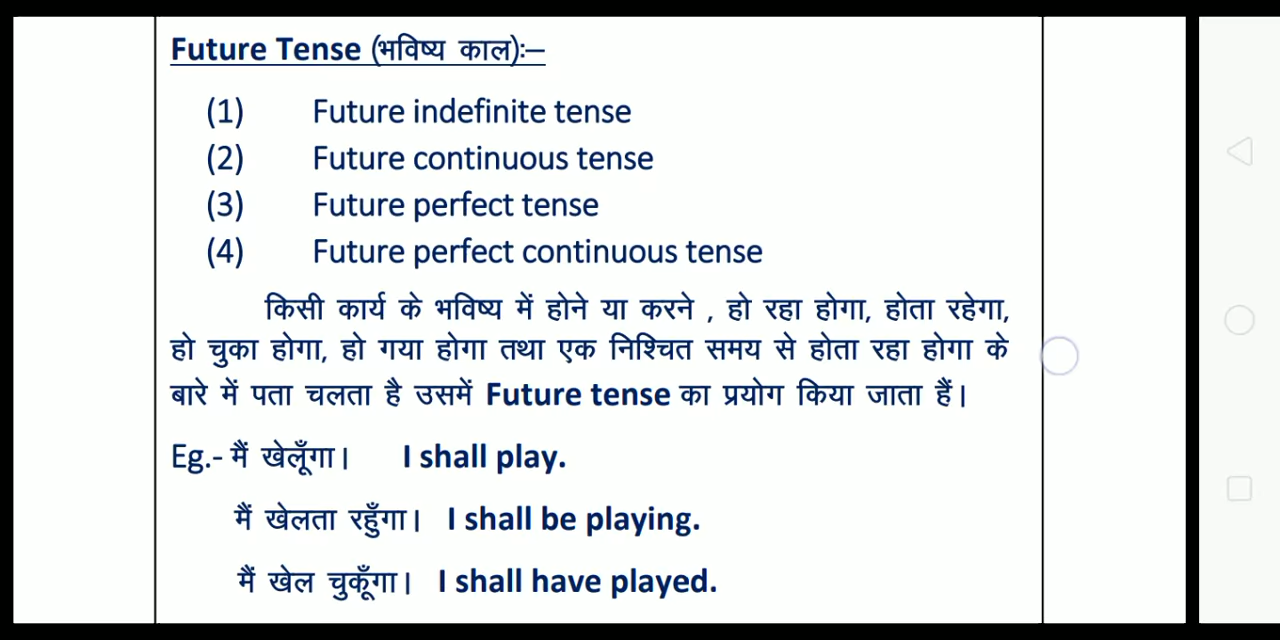 Future Tense (भविष्य काल):–
(1) Future indefinite tense
(2) Future continuous tense
(3) Future perfect tense
(4) Future perfect continuous tense
किसी कार्य के भविष्य में होने या करने , हो रहा होगा, होता रहेगा,
हो चुका होगा, हो गया होगा तथा एक निश्चित समय से होता रहा होगा के
बारे में पता चलता है उसमें Future tense का प्रयोग किया जाता हैं।
Eg.- मैं खेलूँगा। I shall play.
मैं खेलता रहुँगा। I shall be playing.
मैं खेल चुकूँगा। I shall have played.